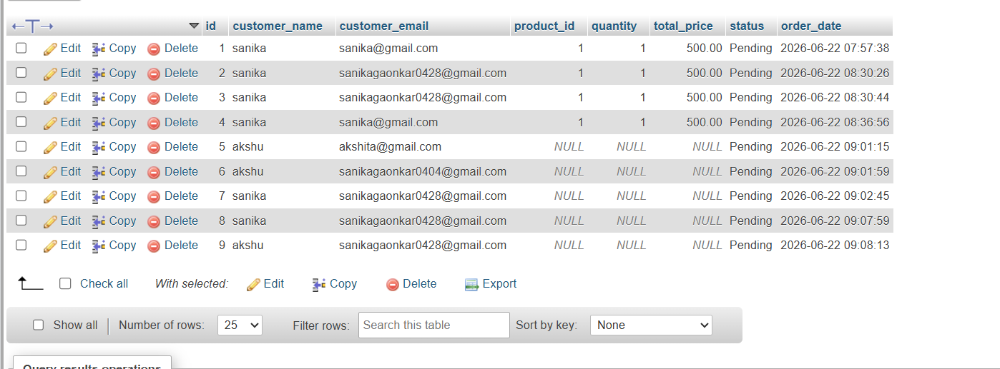 id customer_name customer_email product_id quantity total_price status order_date
Edit Copy Delete 1 sanika sanika@gmail.com 1 1 500.00 Pending 2026-06-22 07:57:38
Edit Copy Delete 2 sanika sanikagaonkar0428@gmail.com 1 1 500.00 Pending 2026-06-22 08:30:26
Edit Copy Delete 3 sanika sanikagaonkar0428@gmail.com 1 1 500.00 Pending 2026-06-22 08:30:44
Edit Copy Delete 4 sanika sanika@gmail.com 1 1 500.00 Pending 2026-06-22 08:36:56
Edit Copy Delete 5 akshu akshita@gmail.com NULL NULL NULL Pending 2026-06-22 09:01:15
Edit Copy Delete 6 akshu sanikagaonkar0404@gmail.com NULL NULL NULL Pending 2026-06-22 09:01:59
Edit Copy Delete 7 sanika sanikagaonkar0428@gmail.com NULL NULL NULL Pending 2026-06-22 09:02:45
Edit Copy Delete 8 sanika sanikagaonkar0428@gmail.com NULL NULL NULL Pending 2026-06-22 09:07:59
Edit Copy Delete 9 akshu sanikagaonkar0428@gmail.com NULL NULL NULL Pending 2026-06-22 09:08:13
Check all With selected: Edit Copy Delete Export
Show all Number of rows: 25 Filter rows: Search this table Sort by key: None
Query results operations